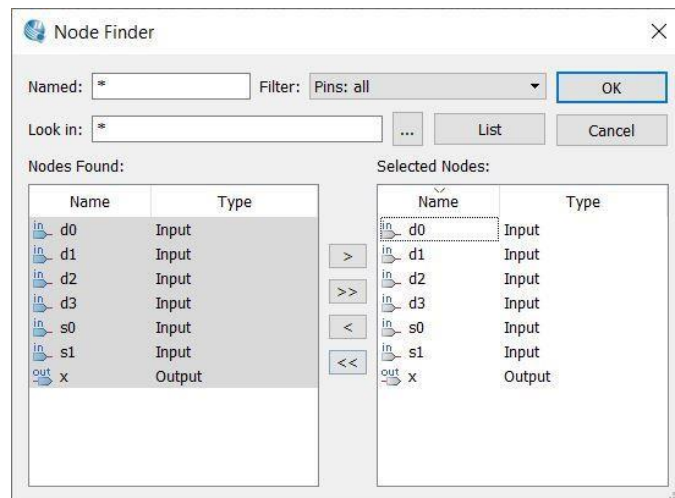 Node Finder
Named: * Filter: Pins: all OK
Look in: * ... List Cancel
Nodes Found: Selected Nodes:
Name Type Name Type
in d0 Input in d0 Input
in d1 Input > in d1 Input
in d2 Input >> in d2 Input
in d3 Input in d3 Input
in s0 Input < in s0 Input
in s1 Input << in s1 Input
out x Output out x Output